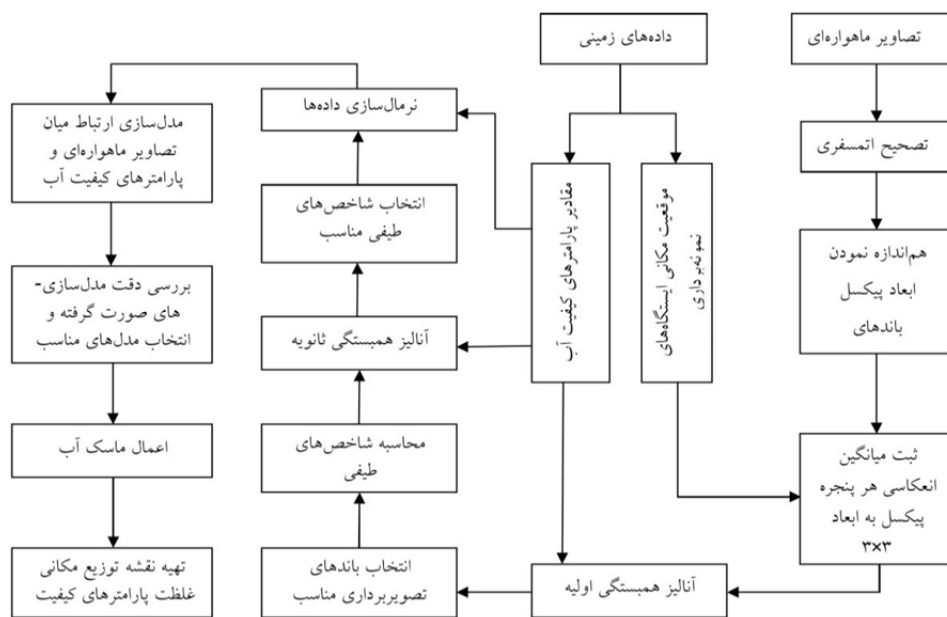 تصاویر ماهواره‌ای
تصحیح اتمسفری
هم‌اندازه نمودن
ابعاد پیکسل
باندهای
ثبت میانگین
انعکاسی هر پنجره
پیکسل به ابعاد
۳×۳
داده‌های زمینی
موقعیت مکانی ایستگاه‌های
نمونه‌برداری
مقادیر پارامترهای کیفیت آب
آنالیز همبستگی اولیه
انتخاب باندهای
تصویربرداری مناسب
محاسبه شاخص‌های
طیفی
آنالیز همبستگی ثانویه
انتخاب شاخص‌های
طیفی مناسب
نرمال‌سازی داده‌ها
مدل‌سازی ارتباط میان
تصاویر ماهواره‌ای و
پارامترهای کیفیت آب
بررسی دقت مدل‌سازی-
های صورت گرفته و
انتخاب مدل‌های مناسب
اعمال ماسک آب
تهیه نقشه توزیع مکانی
غلظت پارامترهای کیفیت